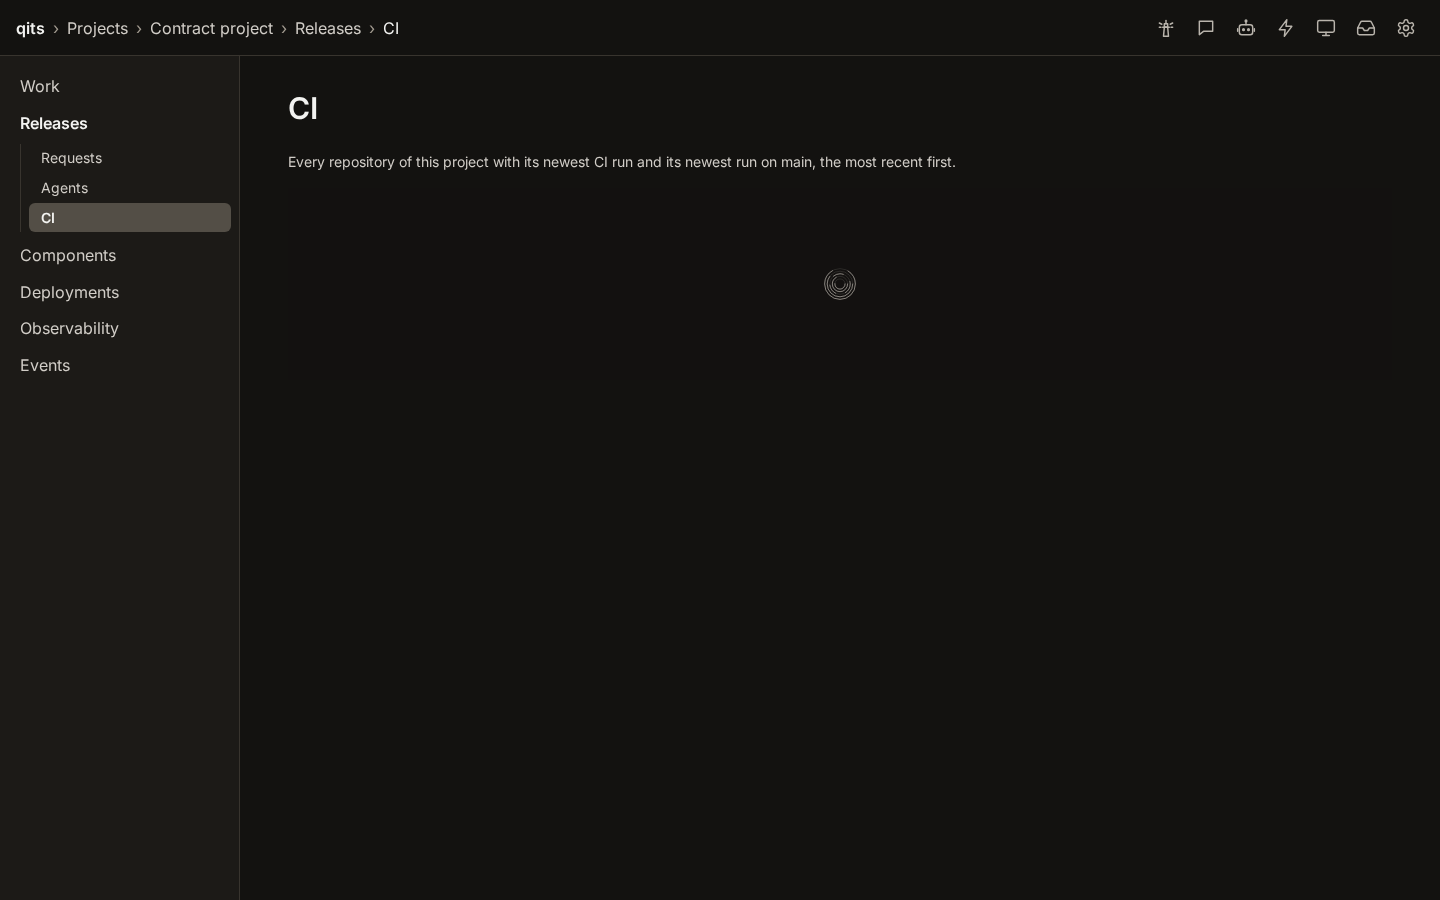 qits › Projects › Contract project › Releases › CI
Work
Releases
Requests
Agents
CI
Components
Deployments
Observability
Events
CI
Every repository of this project with its newest CI run and its newest run on main, the most recent first.